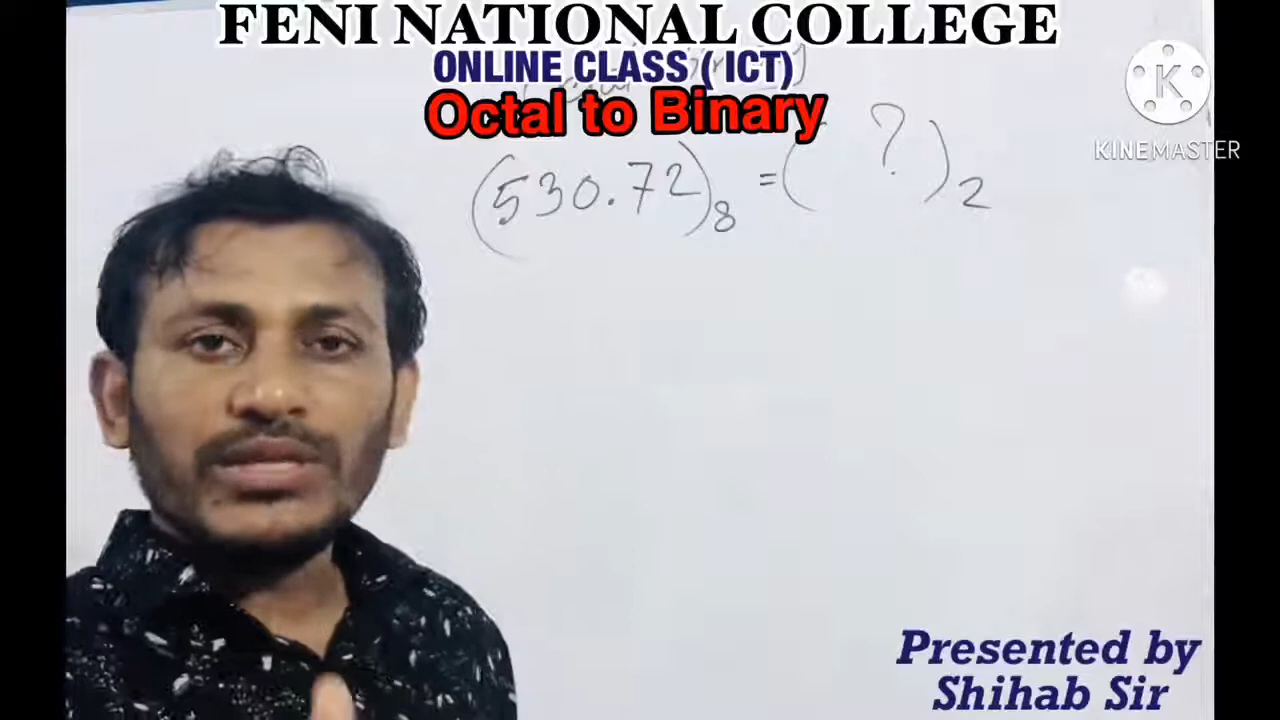 FENI NATIONAL COLLEGE
ONLINE CLASS ( ICT)
Octal to Binary
K
KINEMASTER
(530.72)8 = ( ? )2
Presented by
Shihab Sir